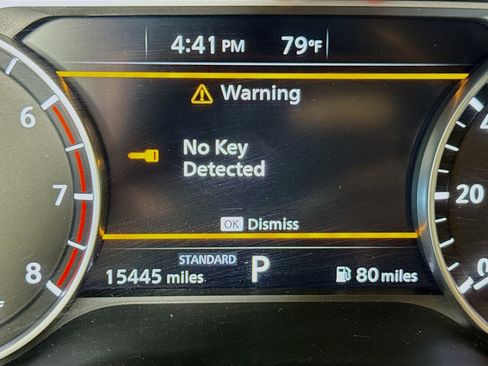 4:41 PM 79°F
Warning
No Key
Detected
OK Dismiss
6
7
8
20
0
STANDARD
15445 miles P 80 miles